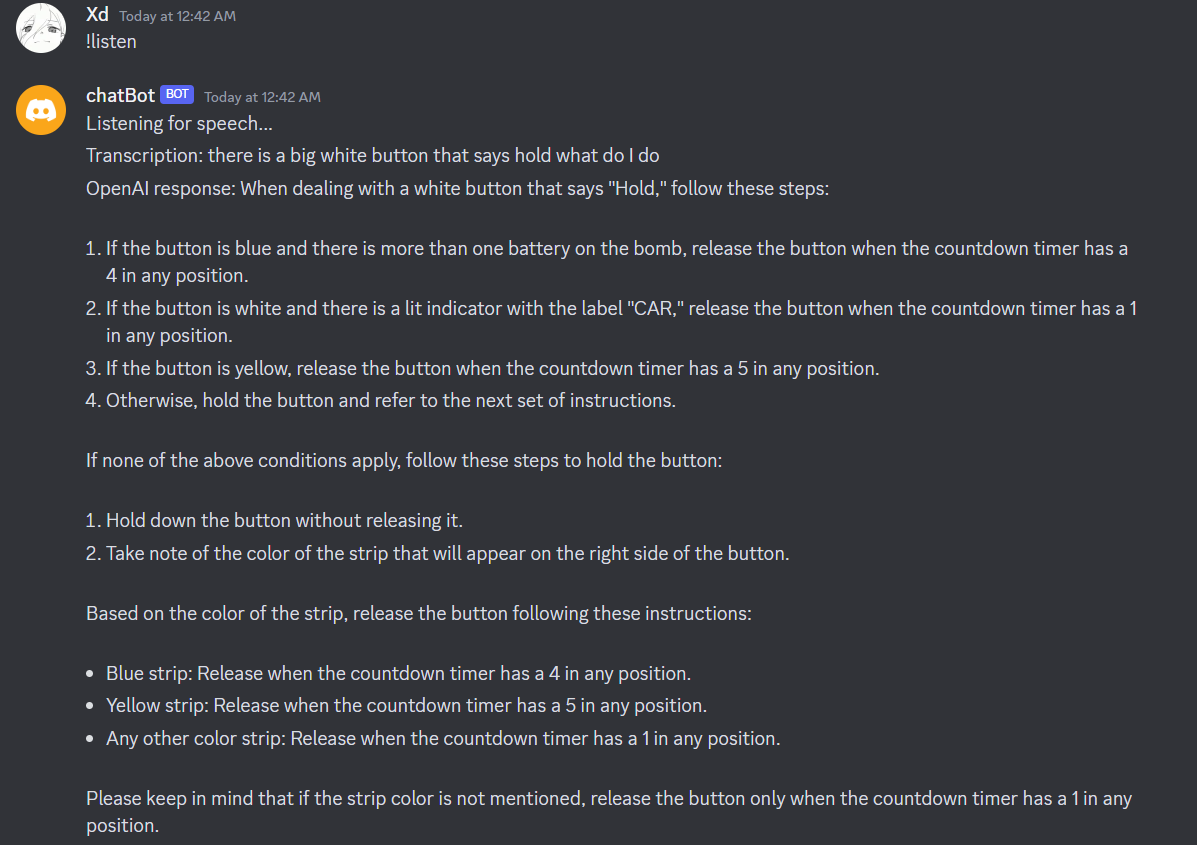 Xd Today at 12:42 AM
!listen
chatBot BOT Today at 12:42 AM
Listening for speech...
Transcription: there is a big white button that says hold what do I do
OpenAI response: When dealing with a white button that says "Hold," follow these steps:
1. If the button is blue and there is more than one battery on the bomb, release the button when the countdown timer has a
4 in any position.
2. If the button is white and there is a lit indicator with the label "CAR," release the button when the countdown timer has a 1
in any position.
3. If the button is yellow, release the button when the countdown timer has a 5 in any position.
4. Otherwise, hold the button and refer to the next set of instructions.
If none of the above conditions apply, follow these steps to hold the button:
1. Hold down the button without releasing it.
2. Take note of the color of the strip that will appear on the right side of the button.
Based on the color of the strip, release the button following these instructions:
• Blue strip: Release when the countdown timer has a 4 in any position.
• Yellow strip: Release when the countdown timer has a 5 in any position.
• Any other color strip: Release when the countdown timer has a 1 in any position.
Please keep in mind that if the strip color is not mentioned, release the button only when the countdown timer has a 1 in any
position.